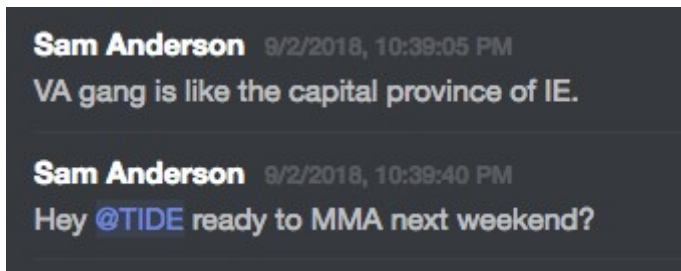 Sam Anderson 9/2/2018, 10:39:05 PM
VA gang is like the capital province of IE.
Sam Anderson 9/2/2018, 10:39:40 PM
Hey @TIDE ready to MMA next weekend?